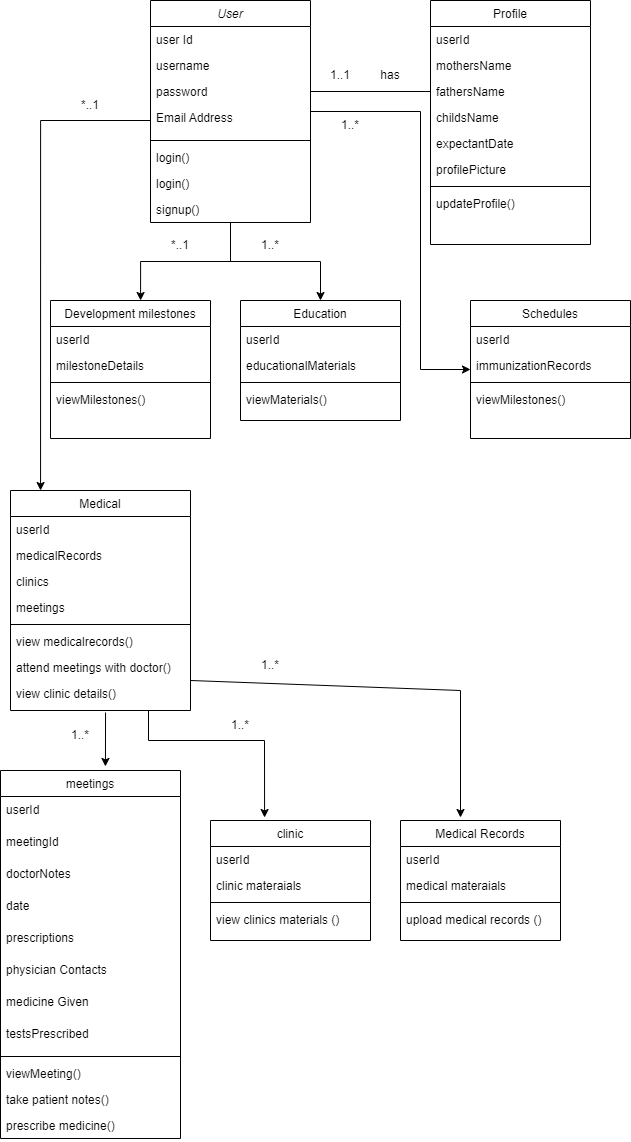 User
user Id
username
password
Email Address
login()
login()
signup()
1..1 has
Profile
userId
mothersName
fathersName
childsName
expectantDate
profilePicture
updateProfile()
*..1
1..*
*..1
1..*
Development milestones
userId
milestoneDetails
viewMilestones()
Education
userId
educationalMaterials
viewMaterials()
Schedules
userId
immunizationRecords
viewMilestones()
Medical
userId
medicalRecords
clinics
meetings
view medicalrecords()
attend meetings with doctor()
view clinic details()
1..*
1..*
1..*
meetings
userId
meetingId
doctorNotes
date
prescriptions
physician Contacts
medicine Given
testsPrescribed
viewMeeting()
take patient notes()
prescribe medicine()
clinic
userId
clinic materaials
view clinics materials ()
Medical Records
userId
medical materaials
upload medical records ()